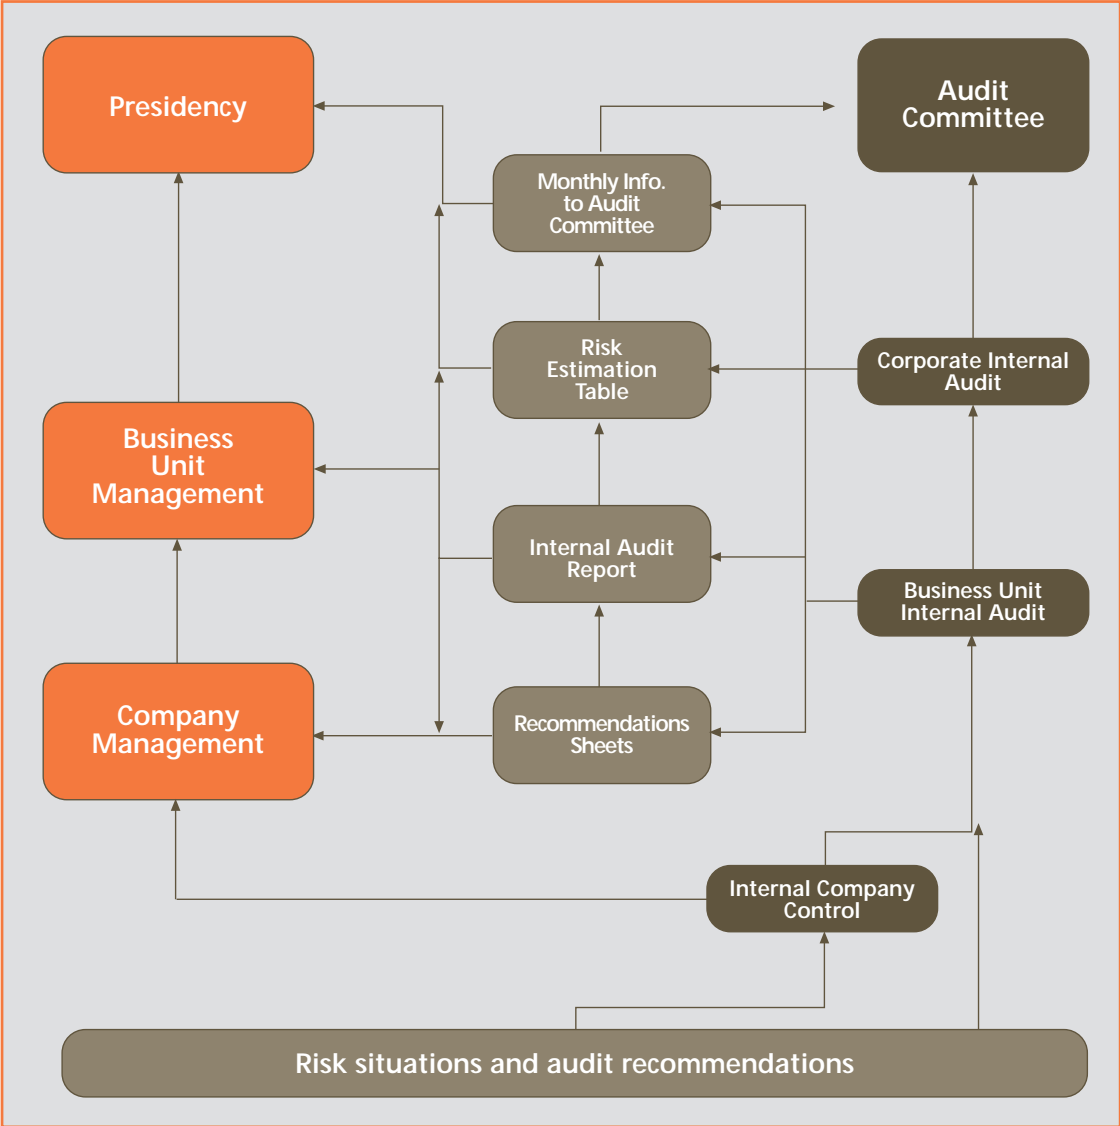 Presidency
Audit
Committee
Monthly Info.
to Audit
Committee
Risk
Estimation
Table
Corporate Internal
Audit
Business
Unit
Management
Internal Audit
Report
Business Unit
Internal Audit
Company
Management
Recommendations
Sheets
Internal Company
Control
Risk situations and audit recommendations